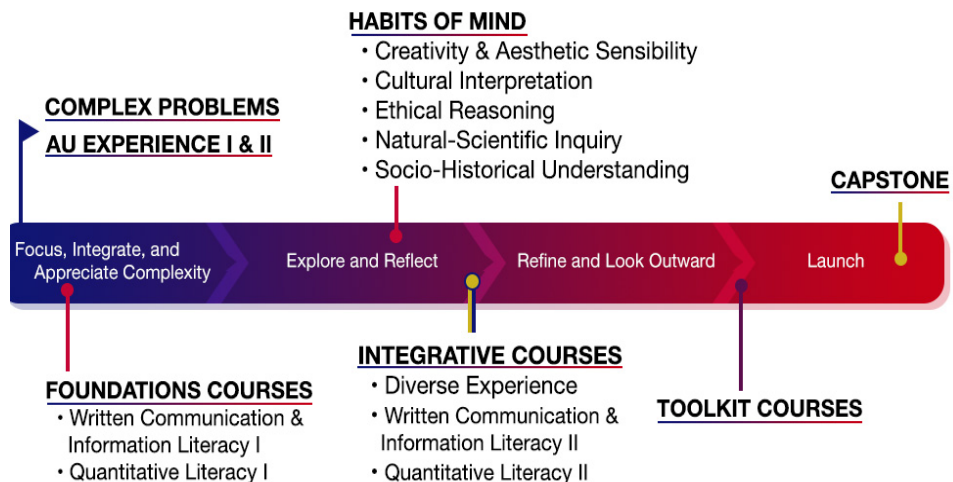 HABITS OF MIND
• Creativity & Aesthetic Sensibility
• Cultural Interpretation
• Ethical Reasoning
• Natural-Scientific Inquiry
• Socio-Historical Understanding
COMPLEX PROBLEMS
AU EXPERIENCE I & II
CAPSTONE
Focus, Integrate, and
Appreciate Complexity
Explore and Reflect
Refine and Look Outward
Launch
FOUNDATIONS COURSES
• Written Communication &
Information Literacy I
• Quantitative Literacy I
INTEGRATIVE COURSES
• Diverse Experience
• Written Communication &
Information Literacy II
• Quantitative Literacy II
TOOLKIT COURSES